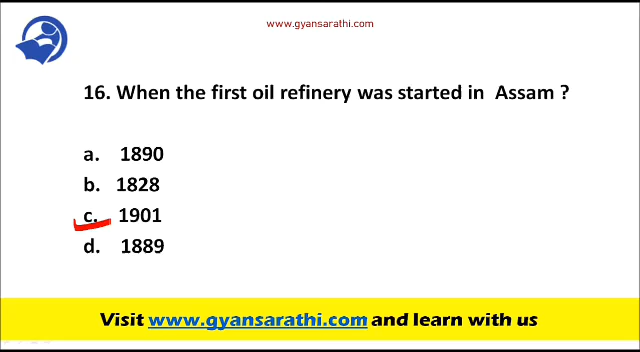 www.gyansarathi.com
16. When the first oil refinery was started in Assam ?
a. 1890
b. 1828
c. 1901
d. 1889
Visit www.gyansarathi.com and learn with us